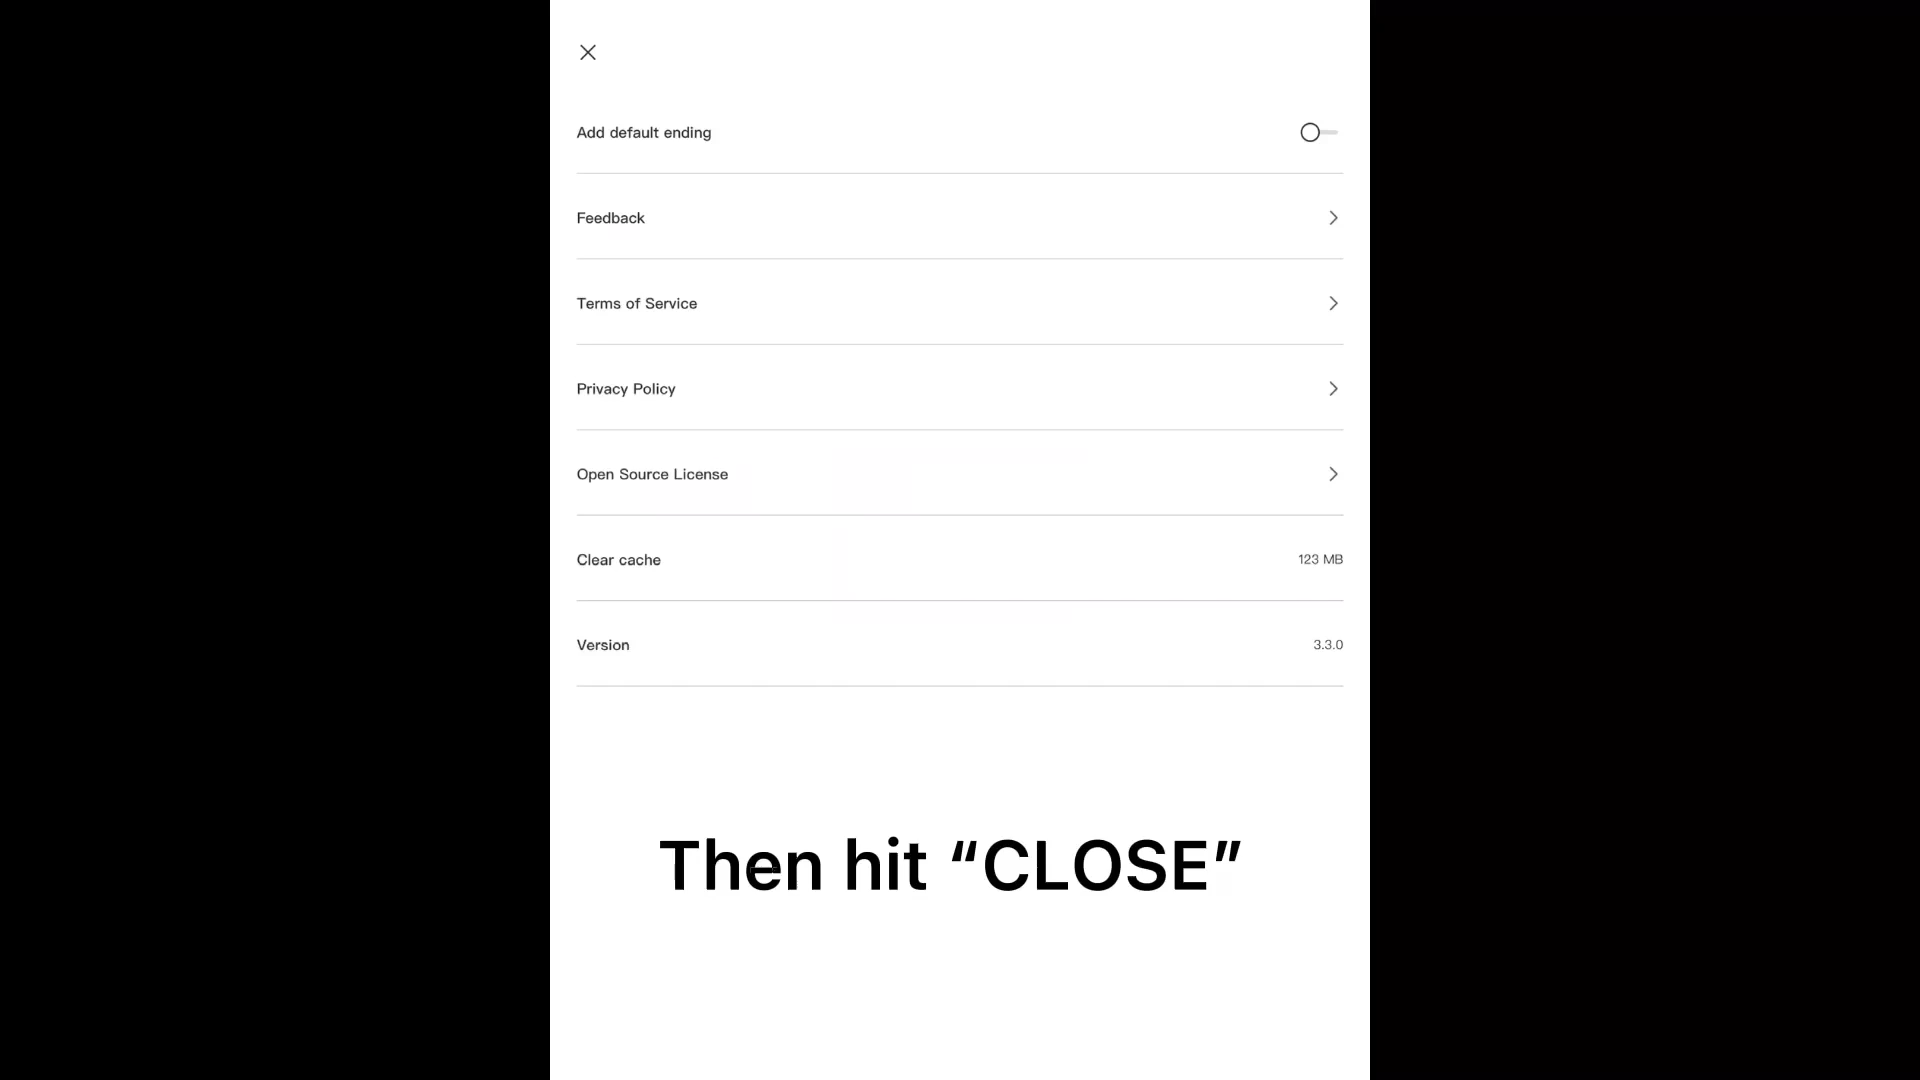 Add default ending
Feedback
Terms of Service
Privacy Policy
Open Source License
Clear cache 123 MB
Version 3.3.0
Then hit “CLOSE”